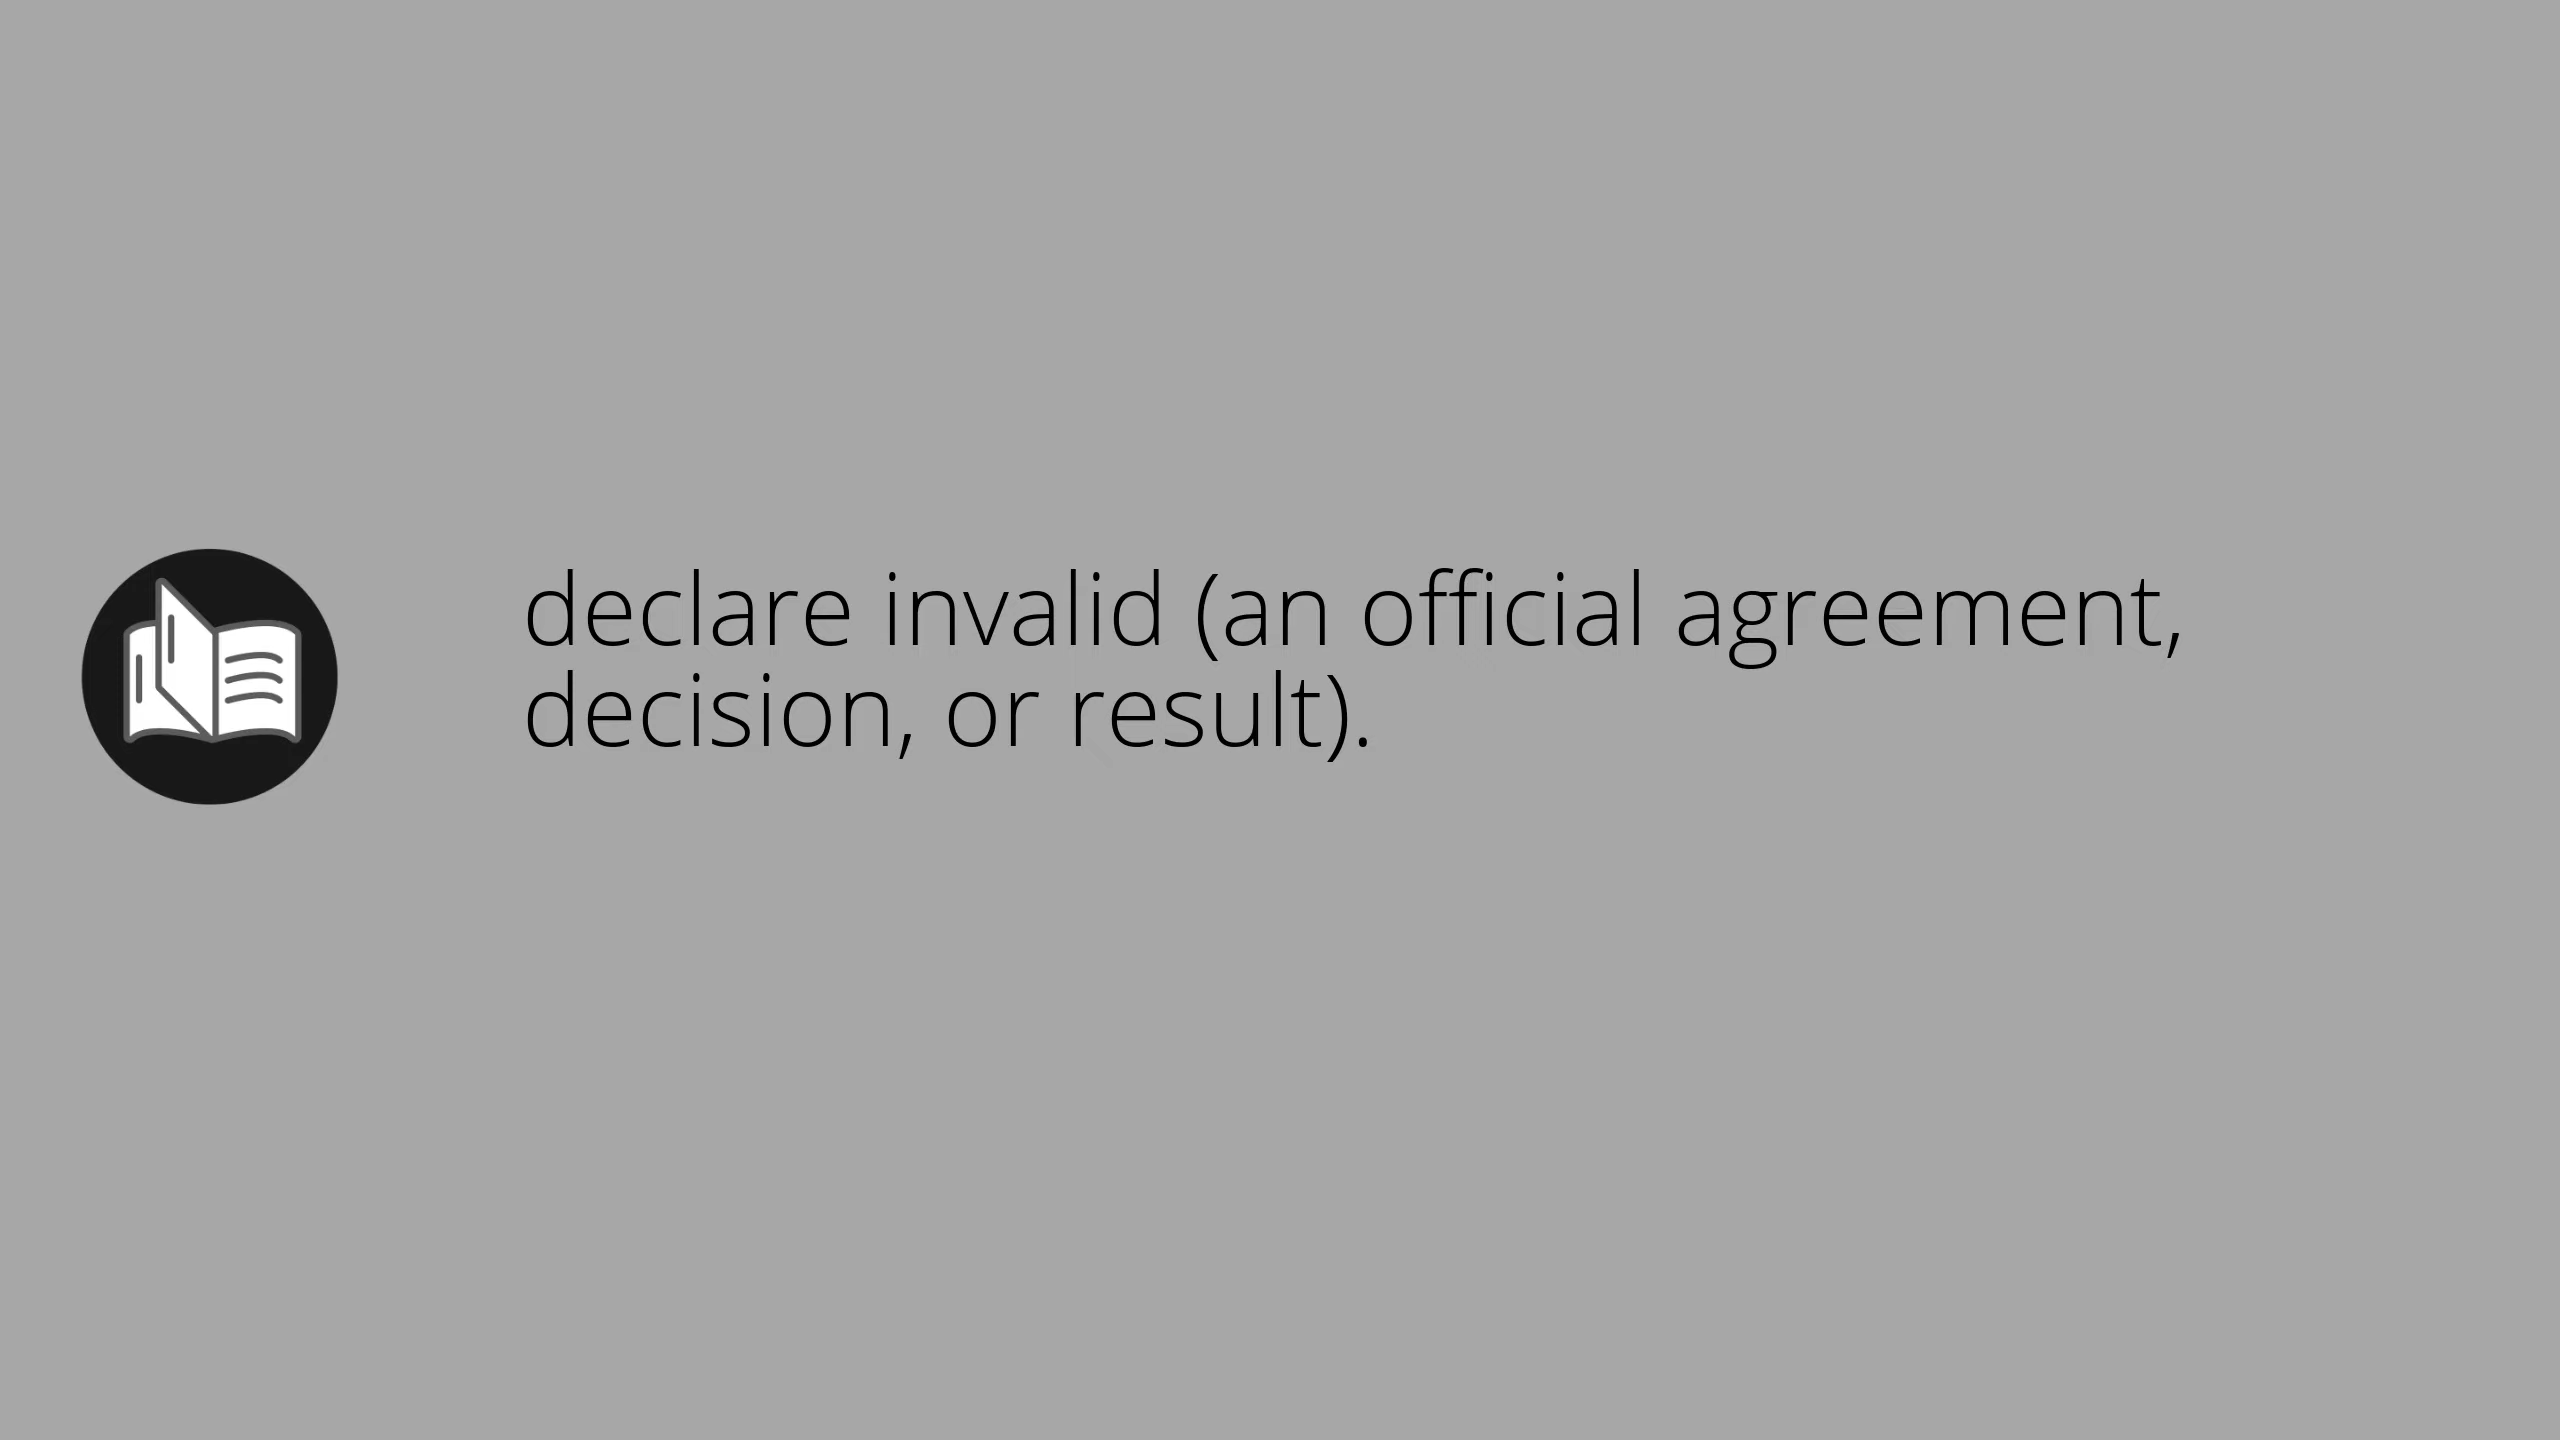 declare invalid (an official agreement,
decision, or result).